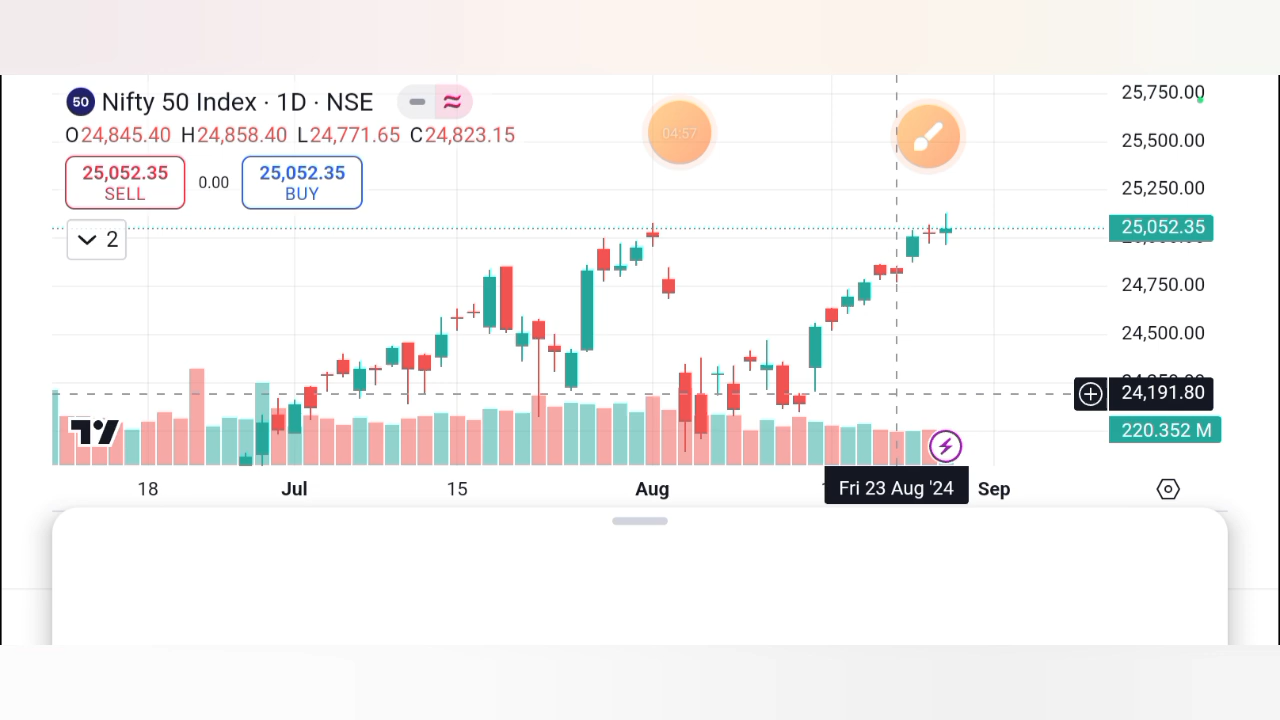 50 Nifty 50 Index · 1D · NSE
O24,845.40 H24,858.40 L24,771.65 C24,823.15
04:57
25,052.35
SELL
0.00
25,052.35
BUY
2
25,750.00
25,500.00
25,250.00
25,052.35
24,750.00
24,500.00
24,191.80
220.352 M
18 Jul 15 Aug Fri 23 Aug '24 Sep